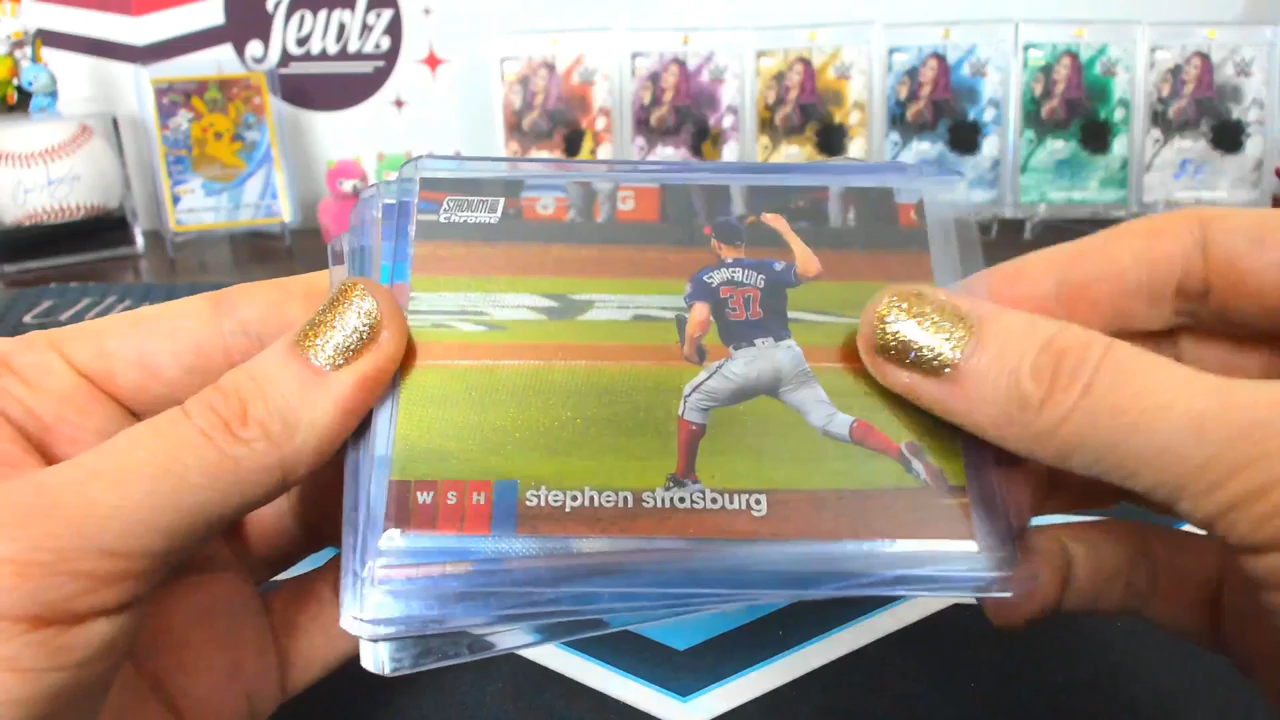 Jewlz
STADIUM
Chrome
STRASBURG
37
WSH
stephen strasburg